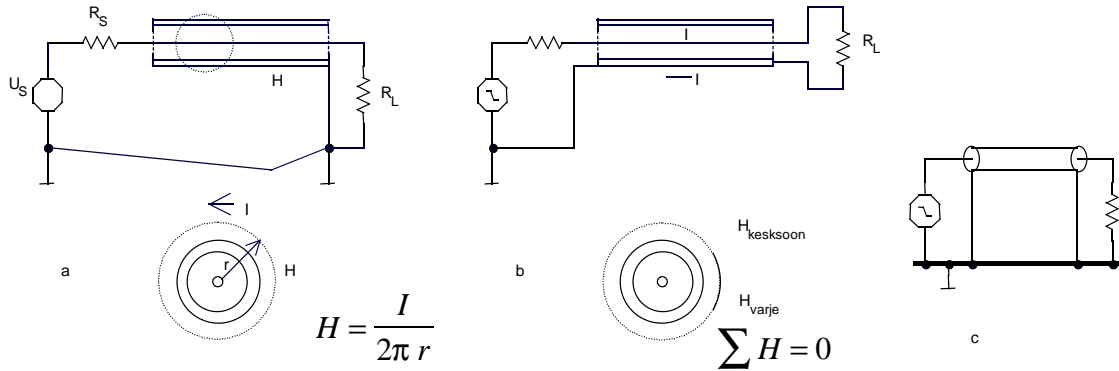 R_S
U_S
H
R_L
I
r
H
a
H = I / 2π r
I
I
R_L
b
H_kesksoon
H_varje
∑ H = 0
c